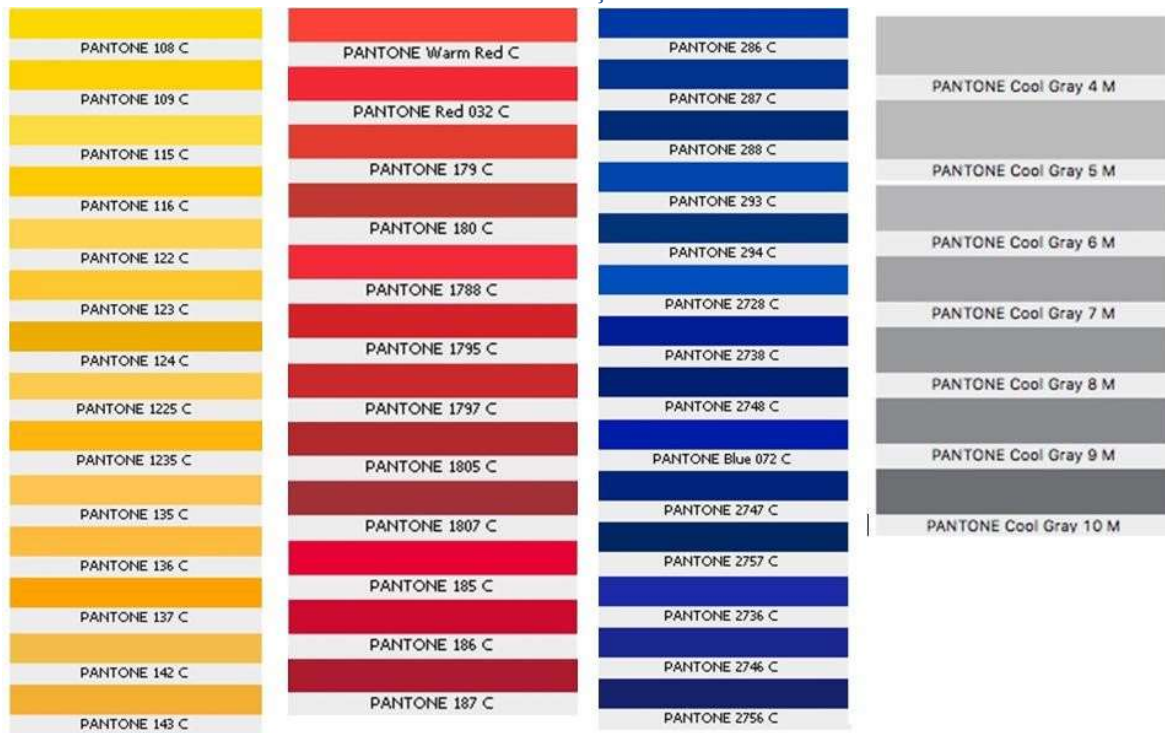 PANTONE 108 C
PANTONE 109 C
PANTONE 115 C
PANTONE 116 C
PANTONE 122 C
PANTONE 123 C
PANTONE 124 C
PANTONE 1225 C
PANTONE 1235 C
PANTONE 135 C
PANTONE 136 C
PANTONE 137 C
PANTONE 142 C
PANTONE 143 C
PANTONE Warm Red C
PANTONE Red 032 C
PANTONE 179 C
PANTONE 180 C
PANTONE 1788 C
PANTONE 1795 C
PANTONE 1797 C
PANTONE 1805 C
PANTONE 1807 C
PANTONE 185 C
PANTONE 186 C
PANTONE 187 C
PANTONE 286 C
PANTONE 287 C
PANTONE 288 C
PANTONE 293 C
PANTONE 294 C
PANTONE 2728 C
PANTONE 2738 C
PANTONE 2748 C
PANTONE Blue 072 C
PANTONE 2747 C
PANTONE 2757 C
PANTONE 2736 C
PANTONE 2746 C
PANTONE 2756 C
PANTONE Cool Gray 4 M
PANTONE Cool Gray 5 M
PANTONE Cool Gray 6 M
PANTONE Cool Gray 7 M
PANTONE Cool Gray 8 M
PANTONE Cool Gray 9 M
PANTONE Cool Gray 10 M